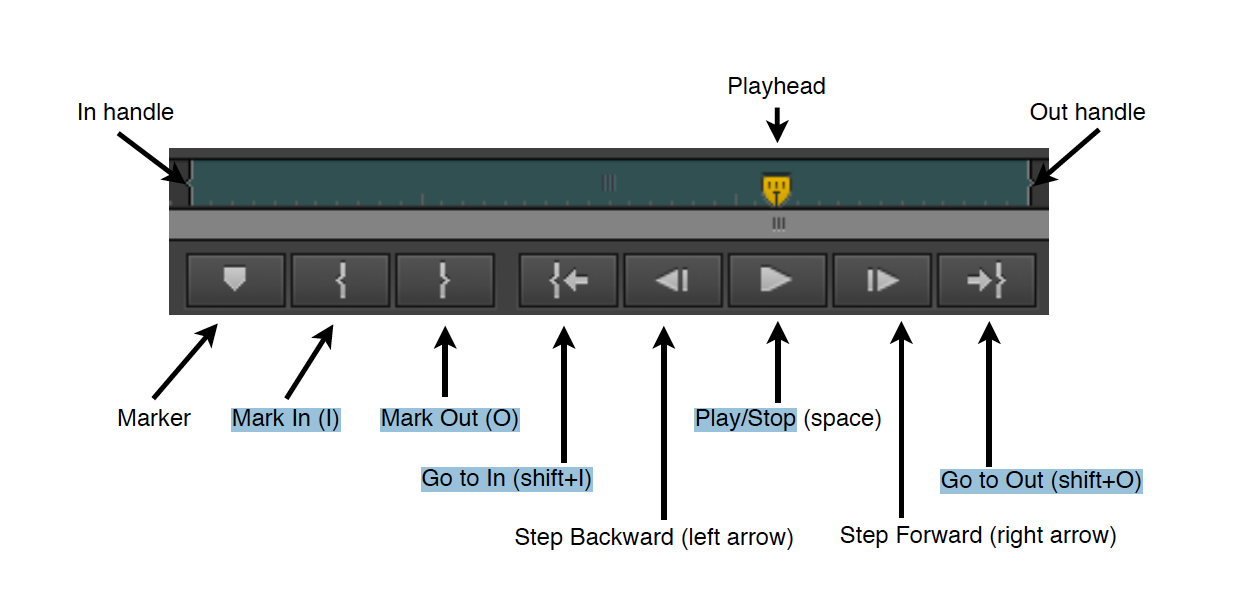 Playhead
In handle
Out handle
Marker
Mark In (I)
Mark Out (O)
Play/Stop (space)
Go to In (shift+I)
Go to Out (shift+O)
Step Backward (left arrow)
Step Forward (right arrow)